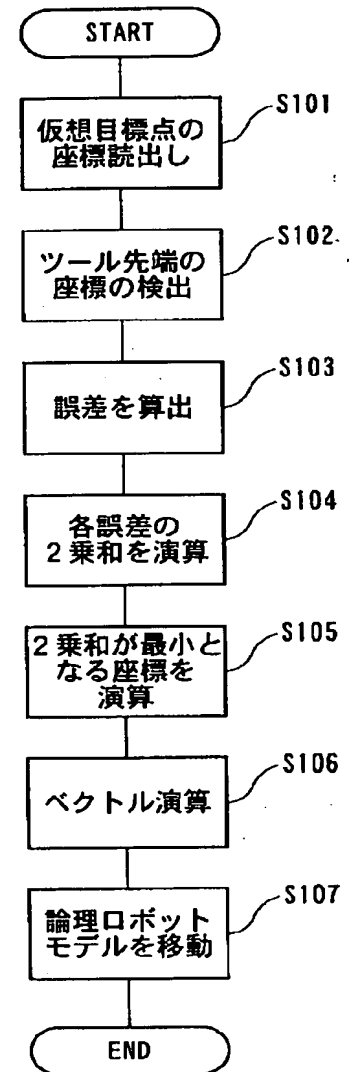 START
S101
仮想目標点の
座標読出し
S102
ツール先端の
座標の検出
S103
誤差を算出
S104
各誤差の
2乗和を演算
S105
2乗和が最小と
なる座標を
演算
S106
ベクトル演算
S107
論理ロボット
モデルを移動
END